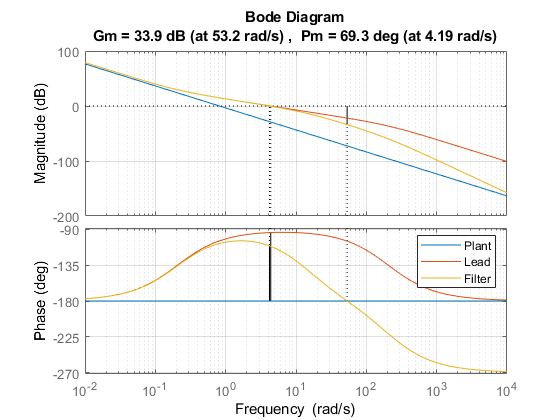 Bode Diagram
Gm = 33.9 dB (at 53.2 rad/s) , Pm = 69.3 deg (at 4.19 rad/s)
100
0
-100
-200
Magnitude (dB)
-90
-135
-180
-225
-270
Phase (deg)
Plant
Lead
Filter
10^-2
10^-1
10^0
10^1
10^2
10^3
10^4
Frequency (rad/s)